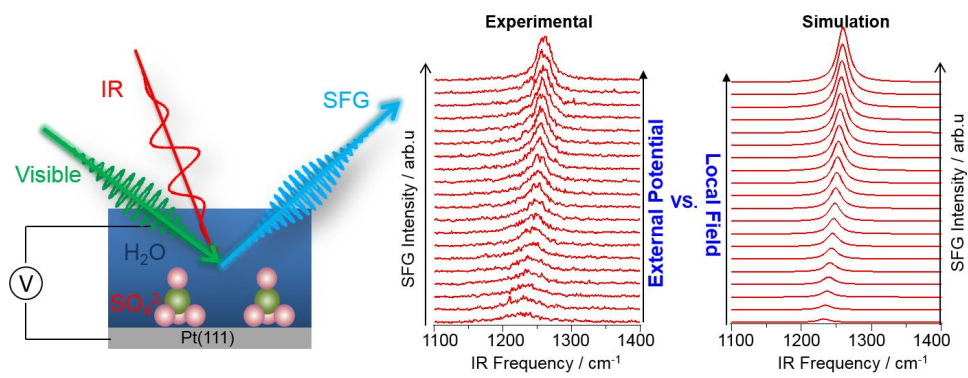 IR
SFG
Visible
H₂O
V
SO₄²⁻
Pt(111)
Experimental
SFG Intensity / arb.u
External Potential
1100 1200 1300 1400
IR Frequency / cm⁻¹
vs.
Simulation
Local Field
SFG Intensity / arb.u
1100 1200 1300 1400
IR Frequency / cm⁻¹